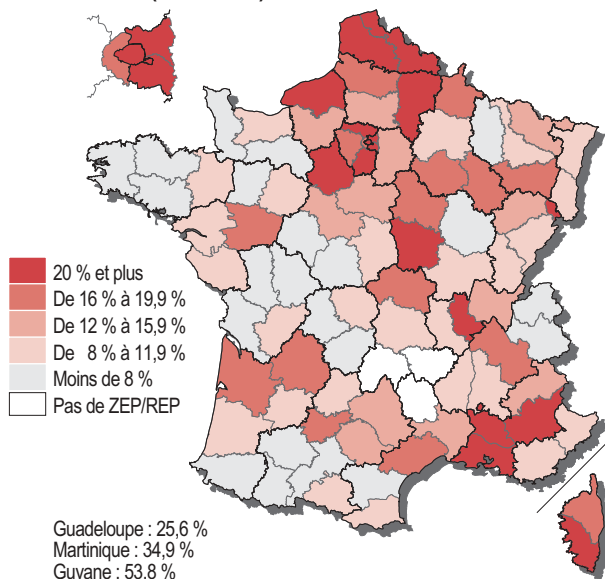 20 % et plus
De 16 % à 19,9 %
De 12 % à 15,9 %
De 8 % à 11,9 %
Moins de 8 %
Pas de ZEP/REP
Guadeloupe : 25,6 %
Martinique : 34,9 %
Guyane : 53,8 %